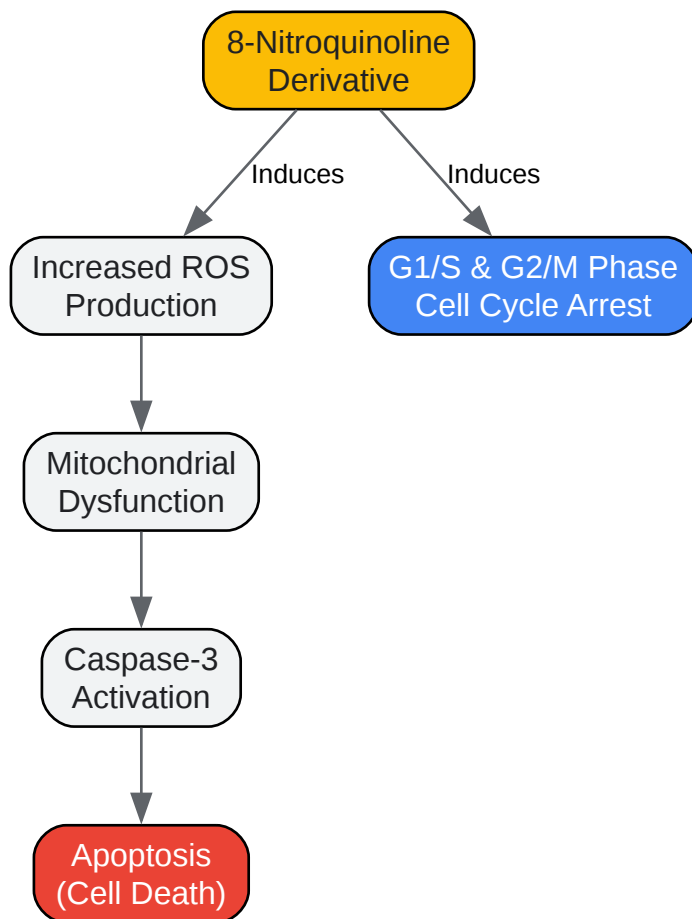 8-Nitroquinoline
Derivative
Induces
Induces
Increased ROS
Production
G1/S & G2/M Phase
Cell Cycle Arrest
Mitochondrial
Dysfunction
Caspase-3
Activation
Apoptosis
(Cell Death)